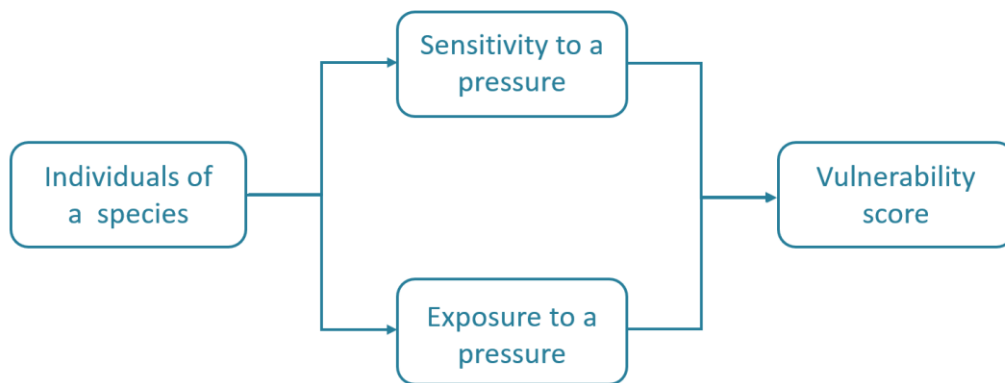 Sensitivity to a
pressure
Individuals of
a species
Vulnerability
score
Exposure to a
pressure